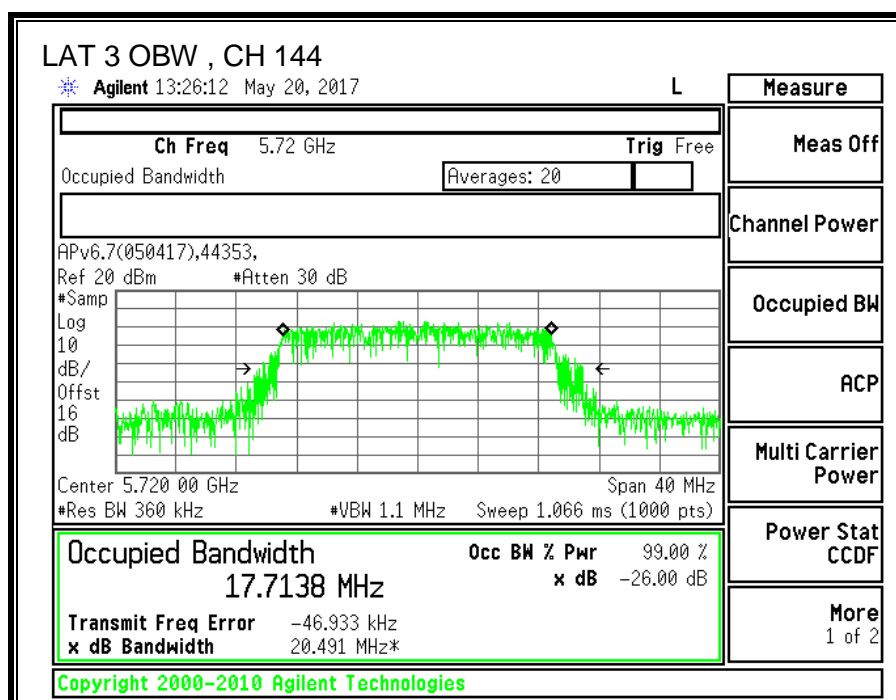 LAT 3 OBW , CH 144
Agilent 13:26:12 May 20, 2017 L
Measure
Ch Freq 5.72 GHz Trig Free
Meas Off
Occupied Bandwidth Averages: 20
Channel Power
APv6.7(050417),44353,
Ref 20 dBm #Atten 30 dB
#Samp
Log
10
dB/
Offst
16
dB
Occupied BW
ACP
Multi Carrier
Power
Center 5.720 00 GHz Span 40 MHz
#Res BW 360 kHz #VBW 1.1 MHz Sweep 1.066 ms (1000 pts)
Power Stat
CCDF
Occupied Bandwidth Occ BW % Pwr 99.00 %
17.7138 MHz x dB -26.00 dB
Transmit Freq Error -46.933 kHz
x dB Bandwidth 20.491 MHz*
More
1 of 2
Copyright 2000-2010 Agilent Technologies